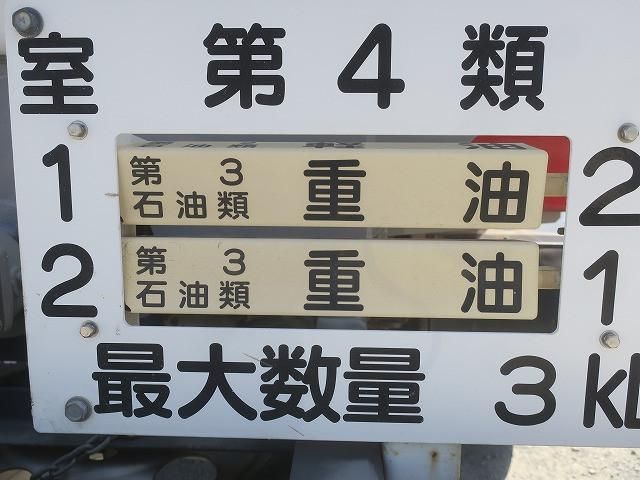 室 第4類
第3石油類 重油
1 2
第3石油類 重油
2 1
最大数量 3㎘